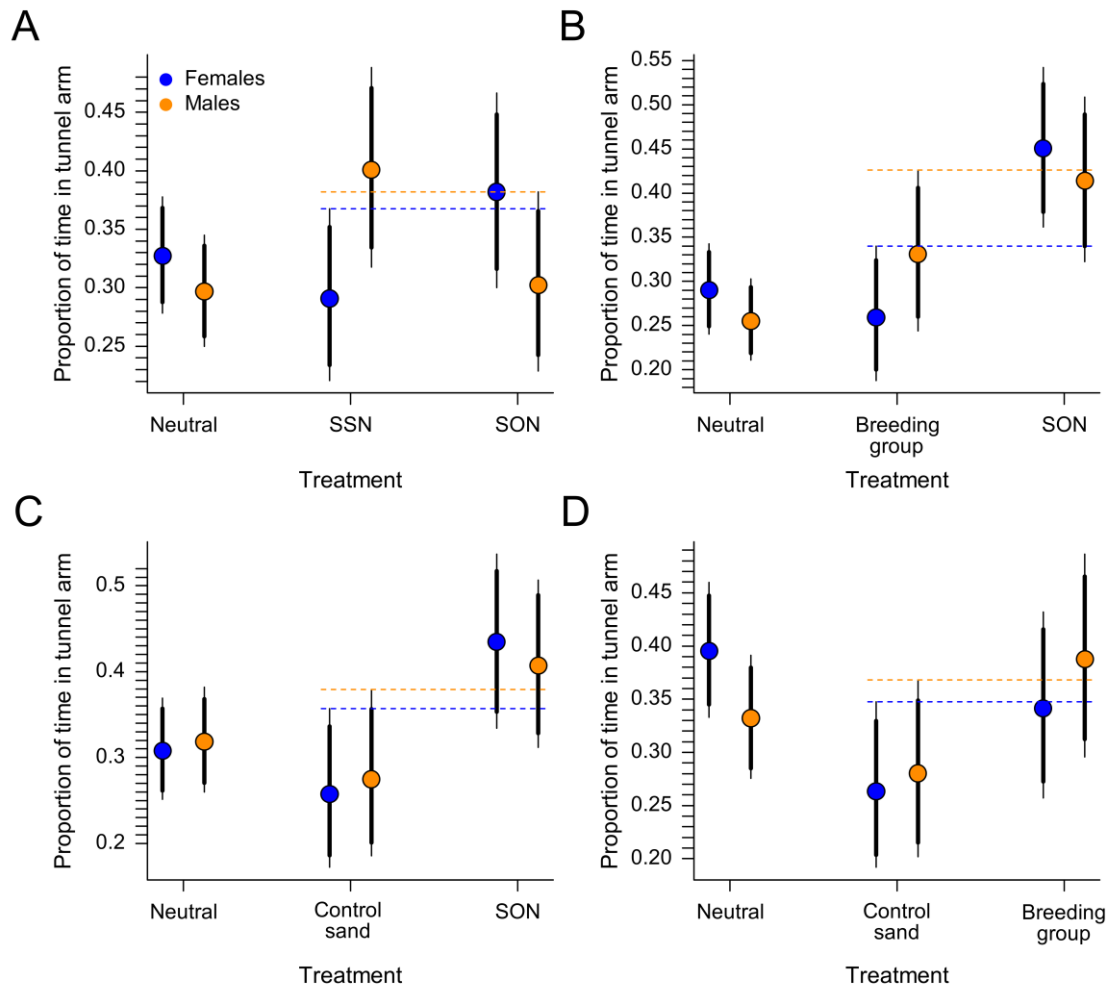 A
Proportion of time in tunnel arm
0.45
0.40
0.35
0.30
0.25
Females
Males
Neutral
SSN
SON
Treatment
B
Proportion of time in tunnel arm
0.55
0.50
0.45
0.40
0.35
0.30
0.25
0.20
Neutral
Breeding
group
SON
Treatment
C
Proportion of time in tunnel arm
0.5
0.4
0.3
0.2
Neutral
Control
sand
SON
Treatment
D
Proportion of time in tunnel arm
0.45
0.40
0.35
0.30
0.25
0.20
Neutral
Control
sand
Breeding
group
Treatment